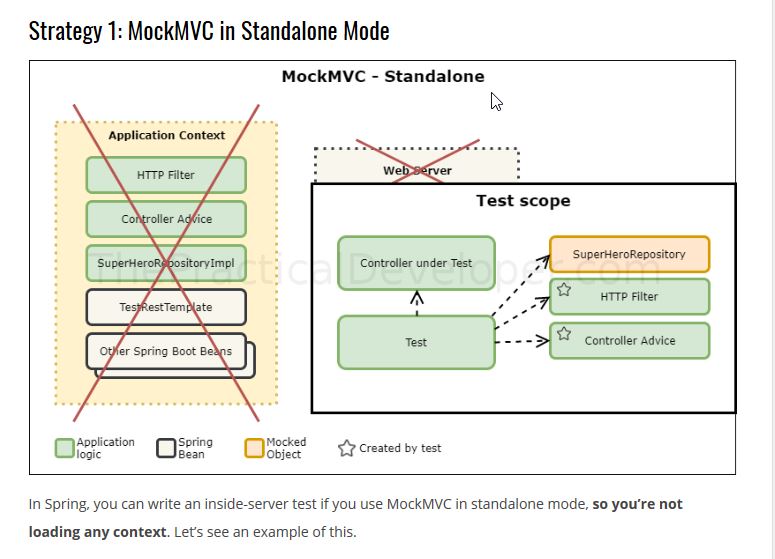 Strategy 1: MockMVC in Standalone Mode
MockMVC - Standalone
Application Context
HTTP Filter
Controller Advice
SuperHeroRepositoryImpl
TestRestTemplate
Other Spring Boot Beans
Web Server
Test scope
Controller under Test
Test
SuperHeroRepository
HTTP Filter
Controller Advice
ThePracticalDeveloper.com
Application
logic
Spring
Bean
Mocked
Object
Created by test
In Spring, you can write an inside-server test if you use MockMVC in standalone mode, so you’re not
loading any context. Let’s see an example of this.